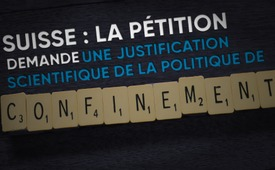 SUISSE : LA PÉTITION
DEMANDE UNE JUSTIFICATION
SCIENTIFIQUE DE LA POLITIQUE DE
CONFINEMENT